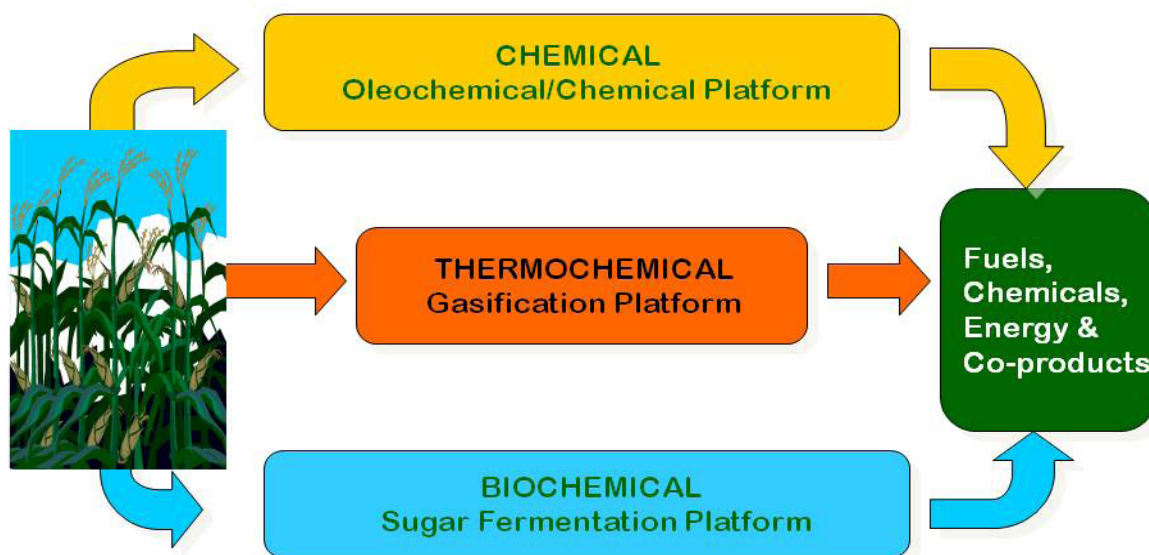 CHEMICAL
Oleochemical/Chemical Platform
THERMOCHEMICAL
Gasification Platform
Fuels,
Chemicals,
Energy &
Co-products
BIOCHEMICAL
Sugar Fermentation Platform